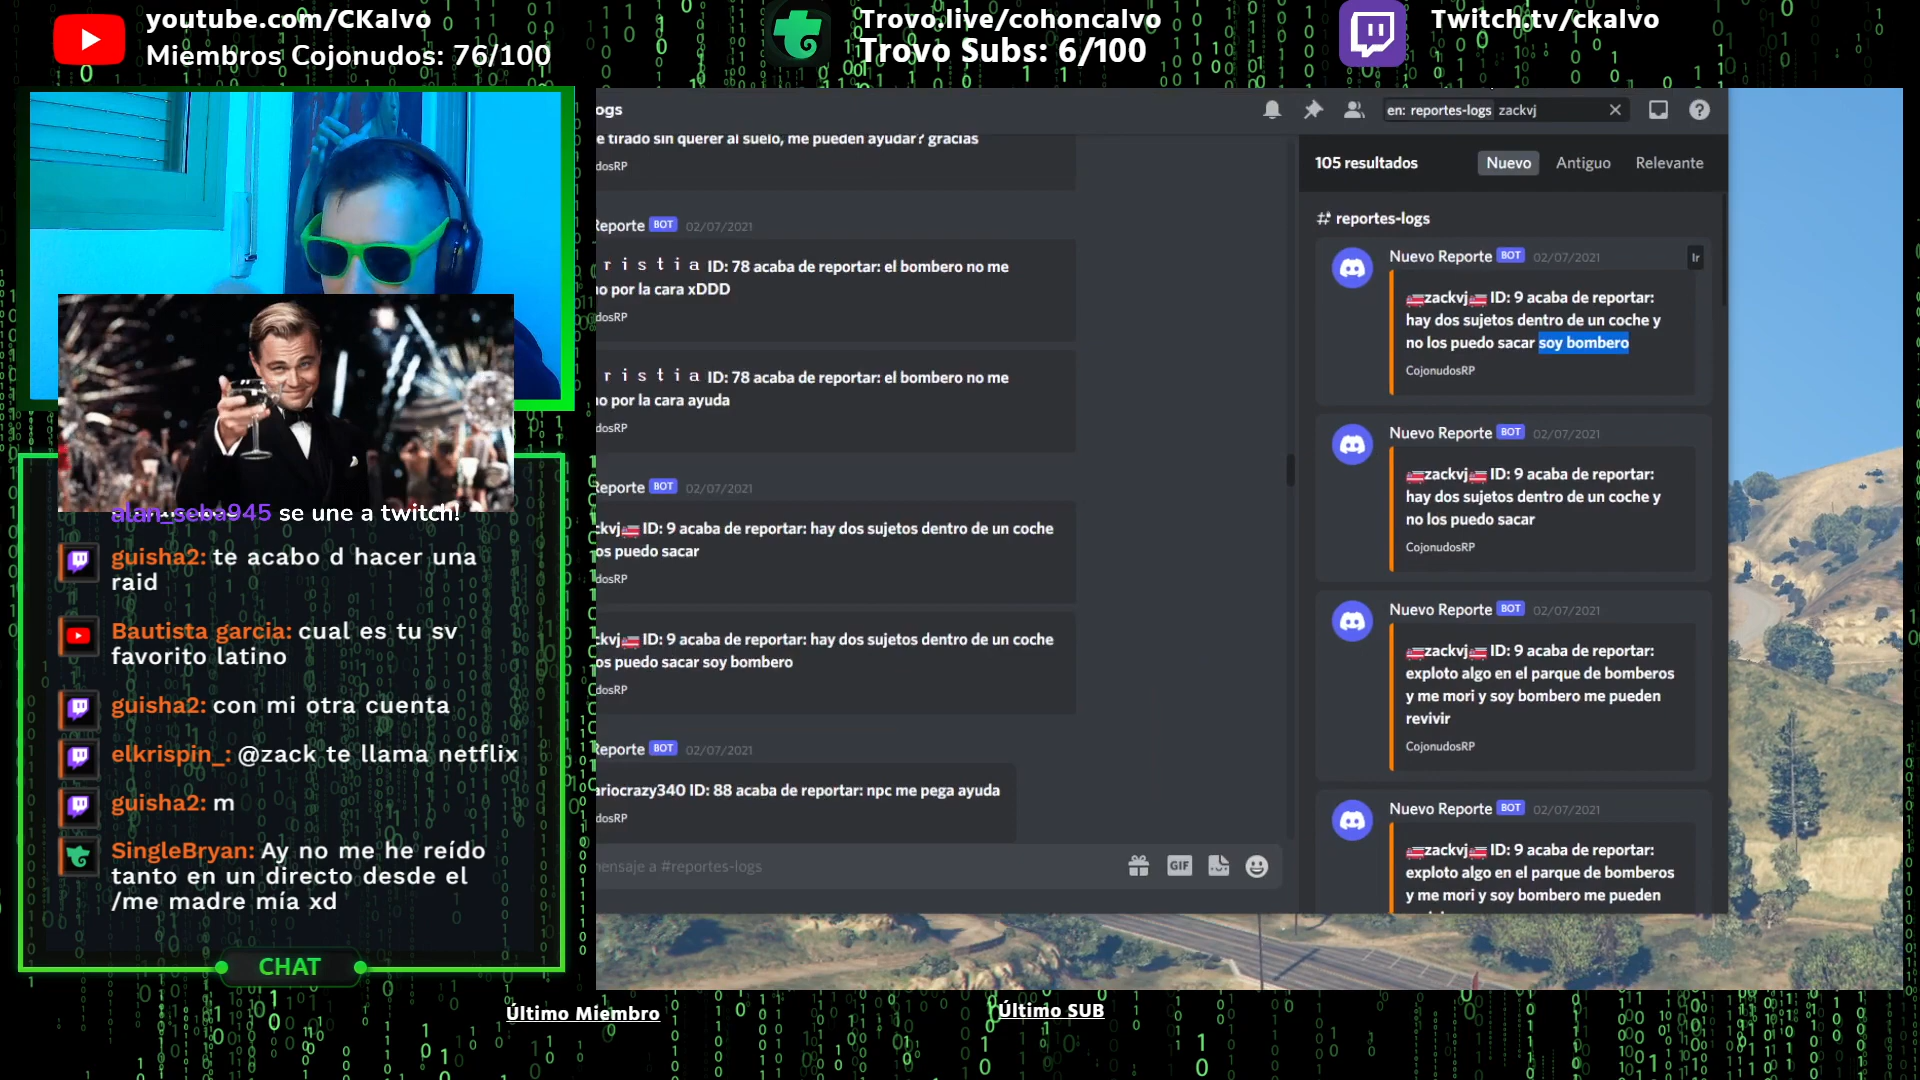 youtube.com/CKalvo
Miembros Cojonudos: 76/100
Trovo.live/cohoncalvo
Trovo Subs: 6/100
Twitch.tv/ckalvo
alan_seba945 se une a twitch!
guisha2: te acabo d hacer una
raid
Bautista garcia: cual es tu sv
favorito latino
guisha2: con mi otra cuenta
elkrispin_: @zack te llama netflix
guisha2: m
SingleBryan: Ay no me he reído
tanto en un directo desde el
/me madre mía xd
CHAT
ogs
e tirado sin querer al suelo, me pueden ayudar? gracias
dosRP
Reporte BOT 02/07/2021
r i s t i a ID: 78 acaba de reportar: el bombero no me
o por la cara xDDD
dosRP
r i s t i a ID: 78 acaba de reportar: el bombero no me
o por la cara ayuda
dosRP
Reporte BOT 02/07/2021
ckvj ID: 9 acaba de reportar: hay dos sujetos dentro de un coche
os puedo sacar
dosRP
ckvj ID: 9 acaba de reportar: hay dos sujetos dentro de un coche
os puedo sacar soy bombero
dosRP
Reporte BOT 02/07/2021
ariocrazy340 ID: 88 acaba de reportar: npc me pega ayuda
dosRP
mensaje a #reportes-logs
GIF
en: reportes-logs zackvj
105 resultados
Nuevo
Antiguo
Relevante
reportes-logs
Nuevo Reporte BOT 02/07/2021
Ir
zackvj ID: 9 acaba de reportar:
hay dos sujetos dentro de un coche y
no los puedo sacar soy bombero
CojonudosRP
Nuevo Reporte BOT 02/07/2021
zackvj ID: 9 acaba de reportar:
hay dos sujetos dentro de un coche y
no los puedo sacar
CojonudosRP
Nuevo Reporte BOT 02/07/2021
zackvj ID: 9 acaba de reportar:
exploto algo en el parque de bomberos
y me mori y soy bombero me pueden
revivir
CojonudosRP
Nuevo Reporte BOT 02/07/2021
zackvj ID: 9 acaba de reportar:
exploto algo en el parque de bomberos
y me mori y soy bombero me pueden
Último Miembro
Último SUB